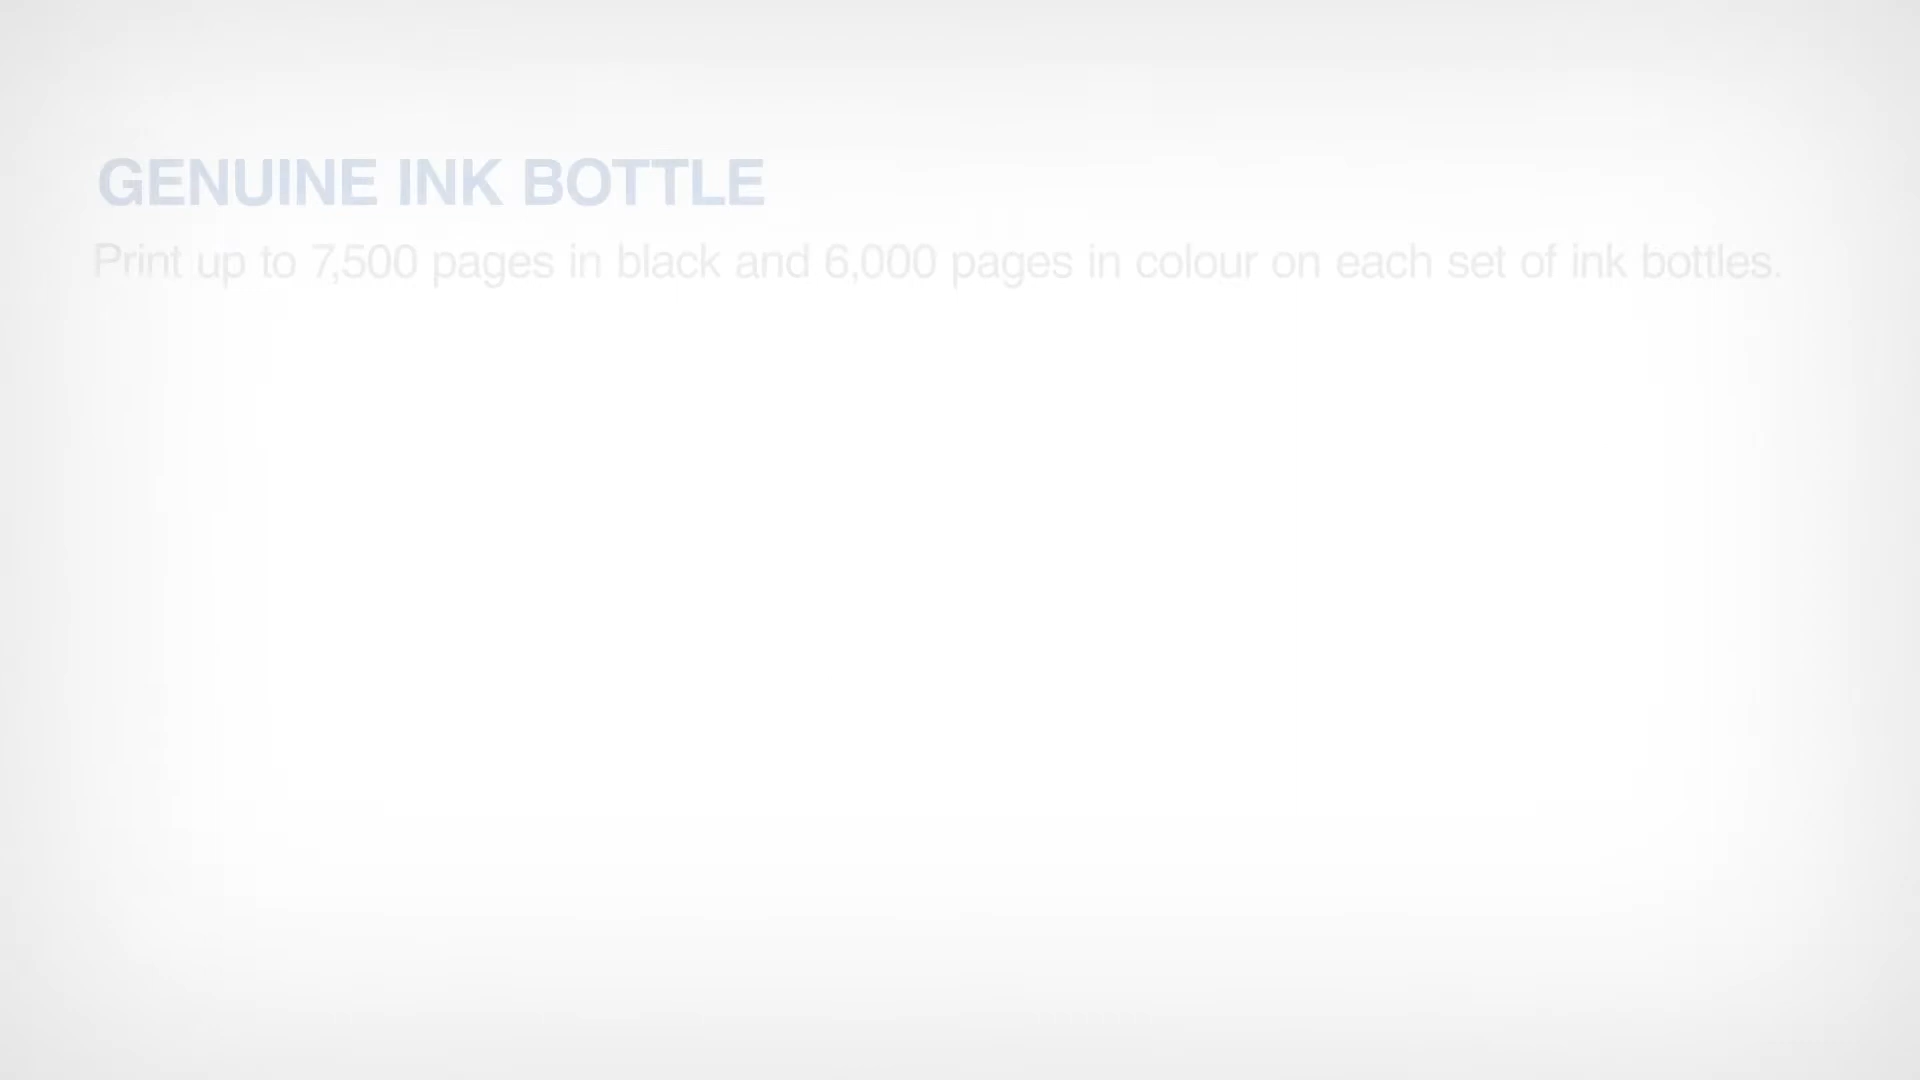 GENUINE INK BOTTLE
Print up to 7,500 pages in black and 6,000 pages in colour on each set of ink bottles.